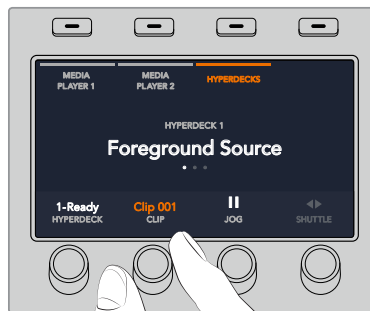 MEDIA
PLAYER 1
MEDIA
PLAYER 2
HYPERDECKS
HYPERDECK 1
Foreground Source
1-Ready
HYPERDECK
Clip 001
CLIP
JOG
SHUTTLE